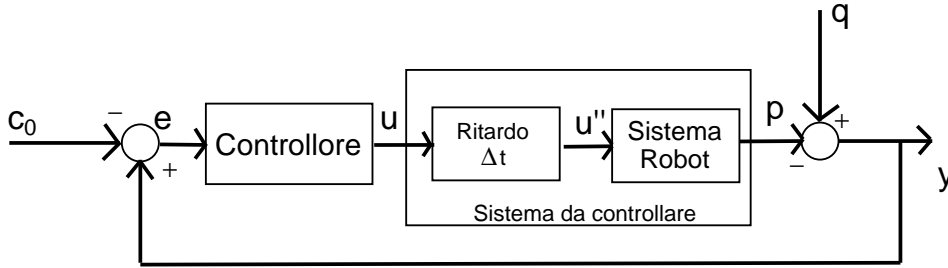 q
c₀
−
e
+
Controllore
u
Ritardo
Δt
u"
Sistema
Robot
p
+
−
y
Sistema da controllare